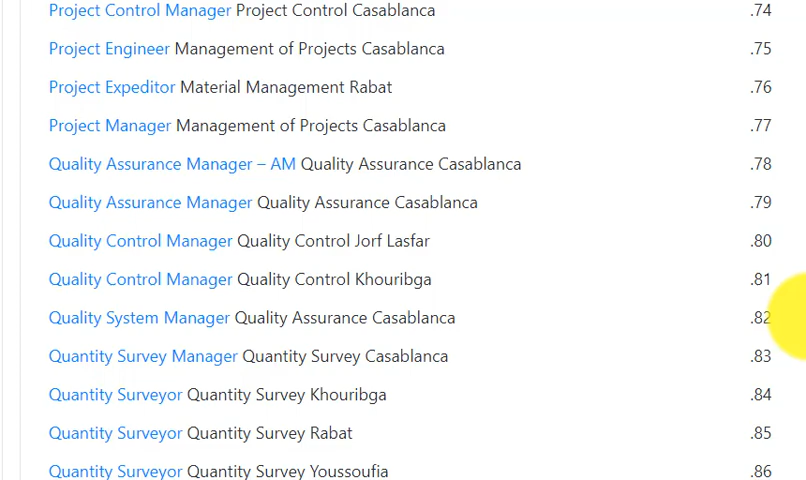 Project Control Manager Project Control Casablanca .74
Project Engineer Management of Projects Casablanca .75
Project Expeditor Material Management Rabat .76
Project Manager Management of Projects Casablanca .77
Quality Assurance Manager – AM Quality Assurance Casablanca .78
Quality Assurance Manager Quality Assurance Casablanca .79
Quality Control Manager Quality Control Jorf Lasfar .80
Quality Control Manager Quality Control Khouribga .81
Quality System Manager Quality Assurance Casablanca .82
Quantity Survey Manager Quantity Survey Casablanca .83
Quantity Surveyor Quantity Survey Khouribga .84
Quantity Surveyor Quantity Survey Rabat .85
Quantity Surveyor Quantity Survey Youssoufia .86